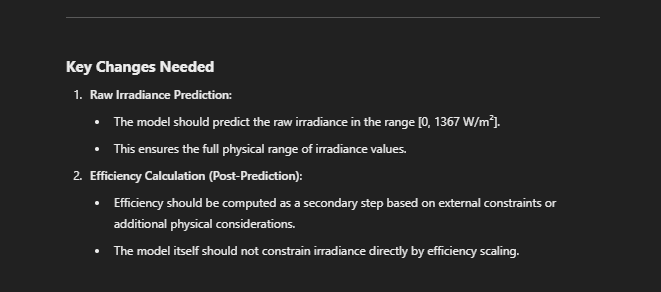 Key Changes Needed
1. Raw Irradiance Prediction:
• The model should predict the raw irradiance in the range [0, 1367 W/m²].
• This ensures the full physical range of irradiance values.
2. Efficiency Calculation (Post-Prediction):
• Efficiency should be computed as a secondary step based on external constraints or
additional physical considerations.
• The model itself should not constrain irradiance directly by efficiency scaling.